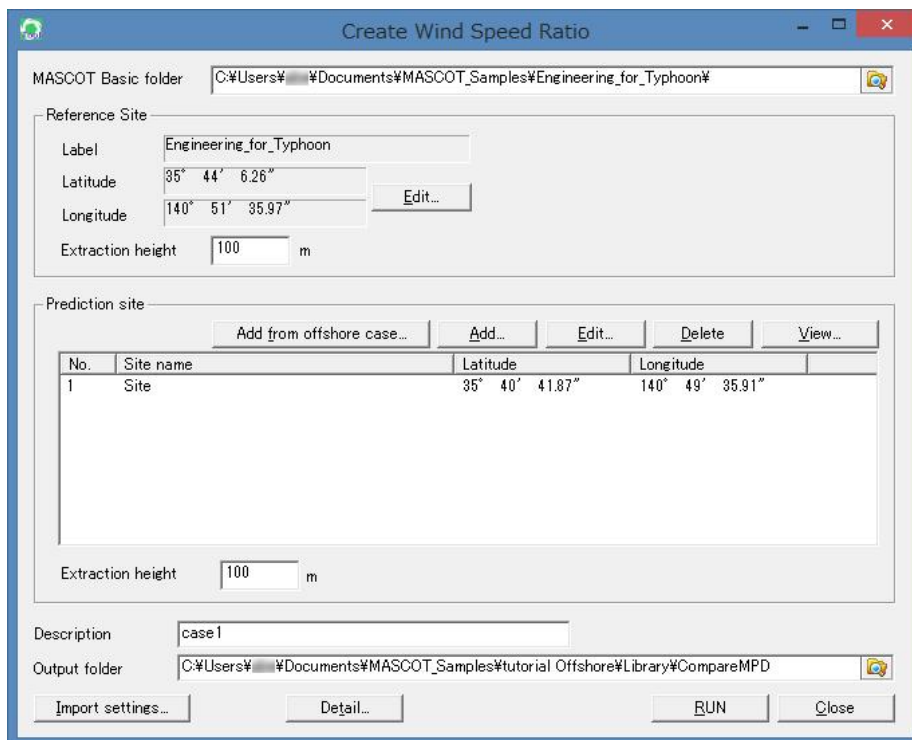 Create Wind Speed Ratio
MASCOT Basic folder C:¥Users¥ ¥Documents¥MASCOT_Samples¥Engineering_for_Typhoon¥
Reference Site
Label Engineering_for_Typhoon
Latitude 35° 44′ 6.26″
Longitude 140° 51′ 35.97″
Edit...
Extraction height 100 m
Prediction site
Add from offshore case... Add... Edit... Delete View...
No. Site name Latitude Longitude
1 Site 35° 40′ 41.87″ 140° 49′ 35.91″
Extraction height 100 m
Description case1
Output folder C:¥Users¥ ¥Documents¥MASCOT_Samples¥tutorial Offshore¥Library¥CompareMPD
Import settings... Detail... RUN Close